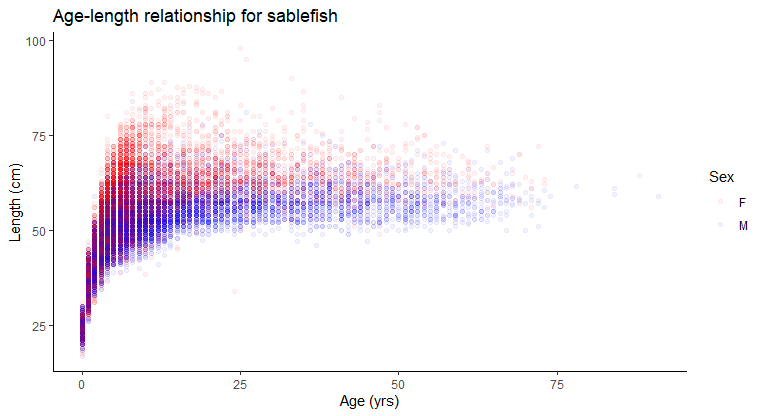 Age-length relationship for sablefish
100
75
50
25
Length (cm)
0
25
50
75
Age (yrs)
Sex
F
M